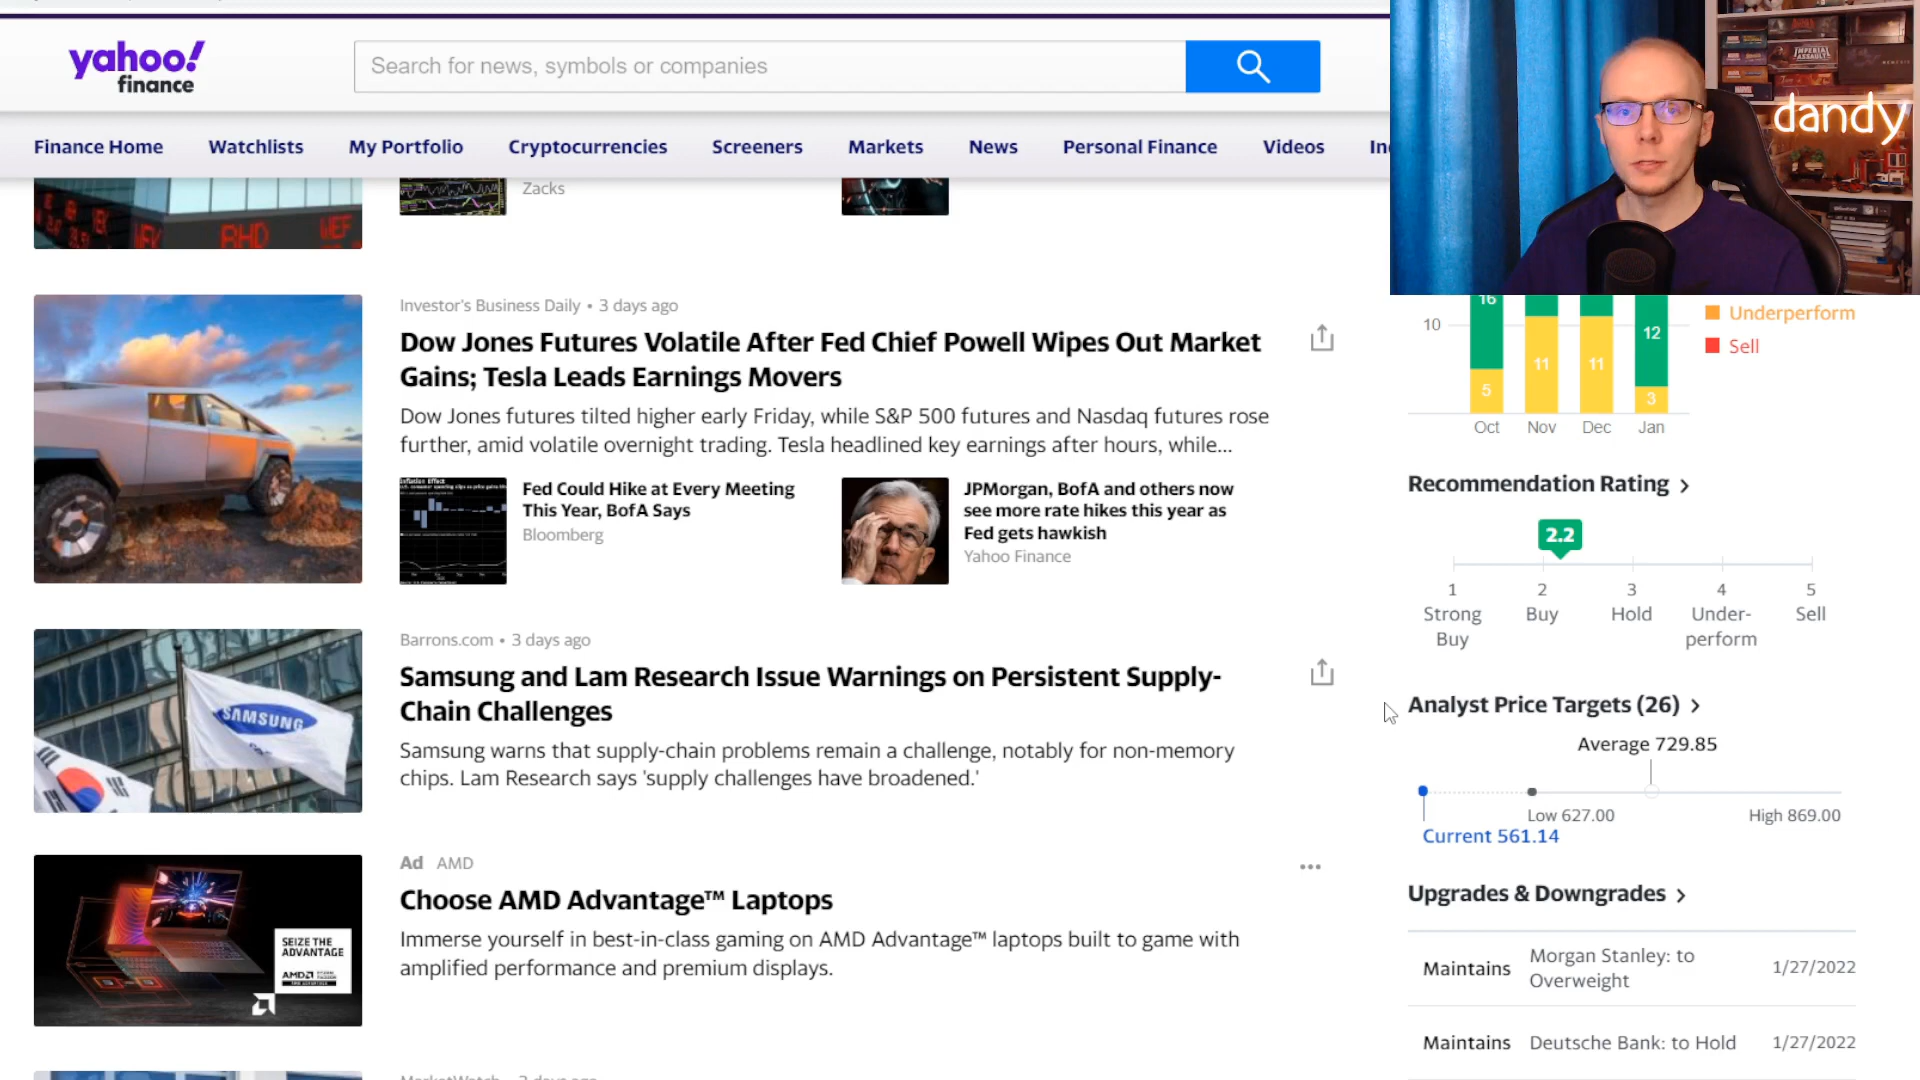 yahoo!
finance
Search for news, symbols or companies
Finance Home Watchlists My Portfolio Cryptocurrencies Screeners Markets News Personal Finance Videos
dandy
IMPERIAL ASSAULT
Zacks
BHD
WEF
Investor's Business Daily • 3 days ago
Dow Jones Futures Volatile After Fed Chief Powell Wipes Out Market
Gains; Tesla Leads Earnings Movers
Dow Jones futures tilted higher early Friday, while S&P 500 futures and Nasdaq futures rose
further, amid volatile overnight trading. Tesla headlined key earnings after hours, while...
Fed Could Hike at Every Meeting
This Year, BofA Says
Bloomberg
JPMorgan, BofA and others now
see more rate hikes this year as
Fed gets hawkish
Yahoo Finance
Barrons.com • 3 days ago
Samsung and Lam Research Issue Warnings on Persistent Supply-
Chain Challenges
Samsung warns that supply-chain problems remain a challenge, notably for non-memory
chips. Lam Research says 'supply challenges have broadened.'
SAMSUNG
Ad AMD
Choose AMD Advantage™ Laptops
Immerse yourself in best-in-class gaming on AMD Advantage™ laptops built to game with
amplified performance and premium displays.
SEIZE THE
ADVANTAGE
AMD
16
10
12
11
11
5
3
Oct Nov Dec Jan
Underperform
Sell
Recommendation Rating >
2.2
1 2 3 4 5
Strong Buy Hold Under- Sell
Buy perform
Analyst Price Targets (26) >
Average 729.85
Low 627.00 High 869.00
Current 561.14
Upgrades & Downgrades >
Maintains Morgan Stanley: to Overweight 1/27/2022
Maintains Deutsche Bank: to Hold 1/27/2022